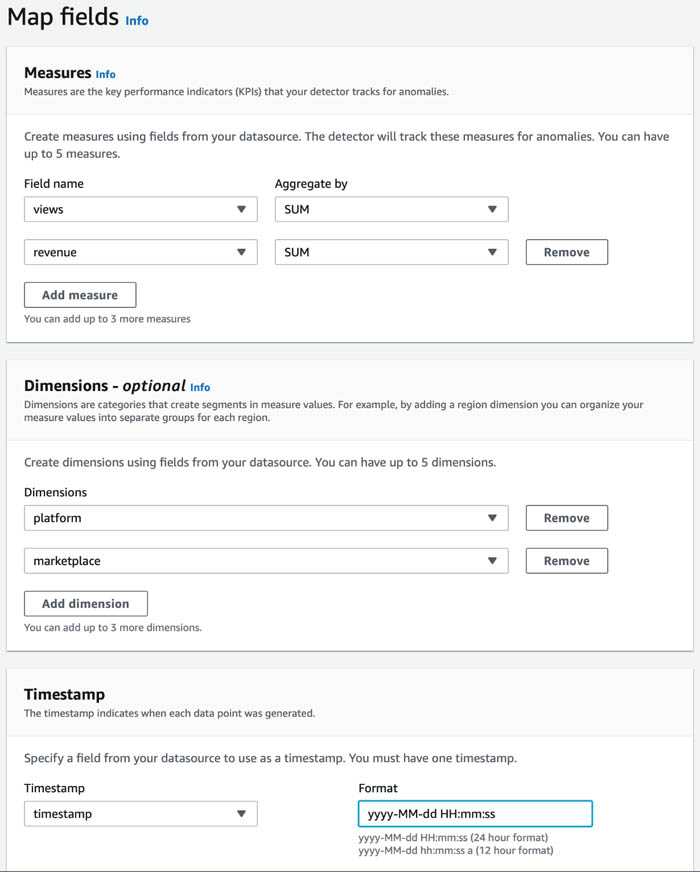 Map fields Info
Measures Info
Measures are the key performance indicators (KPIs) that your detector tracks for anomalies.
Create measures using fields from your datasource. The detector will track these measures for anomalies. You can have
up to 5 measures.
Field name Aggregate by
views SUM
revenue SUM Remove
Add measure
You can add up to 3 more measures
Dimensions - optional Info
Dimensions are categories that create segments in measure values. For example, by adding a region dimension you can organize your
measure values into separate groups for each region.
Create dimensions using fields from your datasource. You can have up to 5 dimensions.
Dimensions
platform Remove
marketplace Remove
Add dimension
You can add up to 3 more dimensions.
Timestamp
The timestamp indicates when each data point was generated.
Specify a field from your datasource to use as a timestamp. You must have one timestamp.
Timestamp Format
timestamp yyyy-MM-dd HH:mm:ss
yyyy-MM-dd HH:mm:ss (24 hour format)
yyyy-MM-dd hh:mm:ss a (12 hour format)